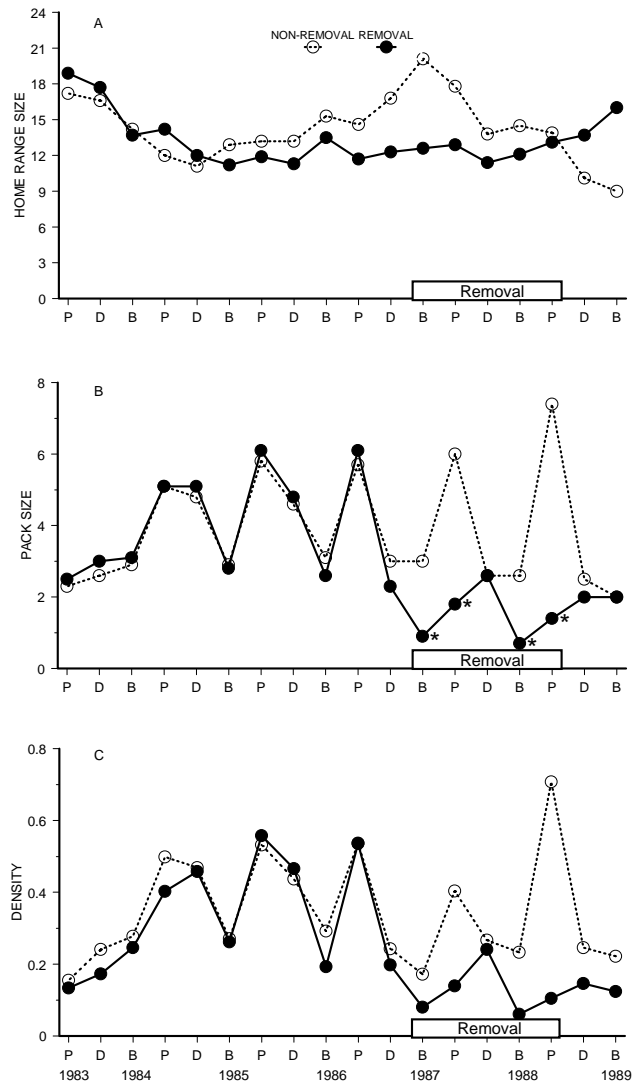 24
A
NON-REMOVAL REMOVAL
21
18
15
12
9
6
3
0
HOME RANGE SIZE
Removal
P D B P D B P D B P D B P D B P D B
8
B
6
4
2
0
PACK SIZE
* * * *
Removal
P D B P D B P D B P D B P D B P D B
0.8
C
0.6
0.4
0.2
0
DENSITY
Removal
P D B P D B P D B P D B P D B P D B
1983 1984 1985 1986 1987 1988 1989